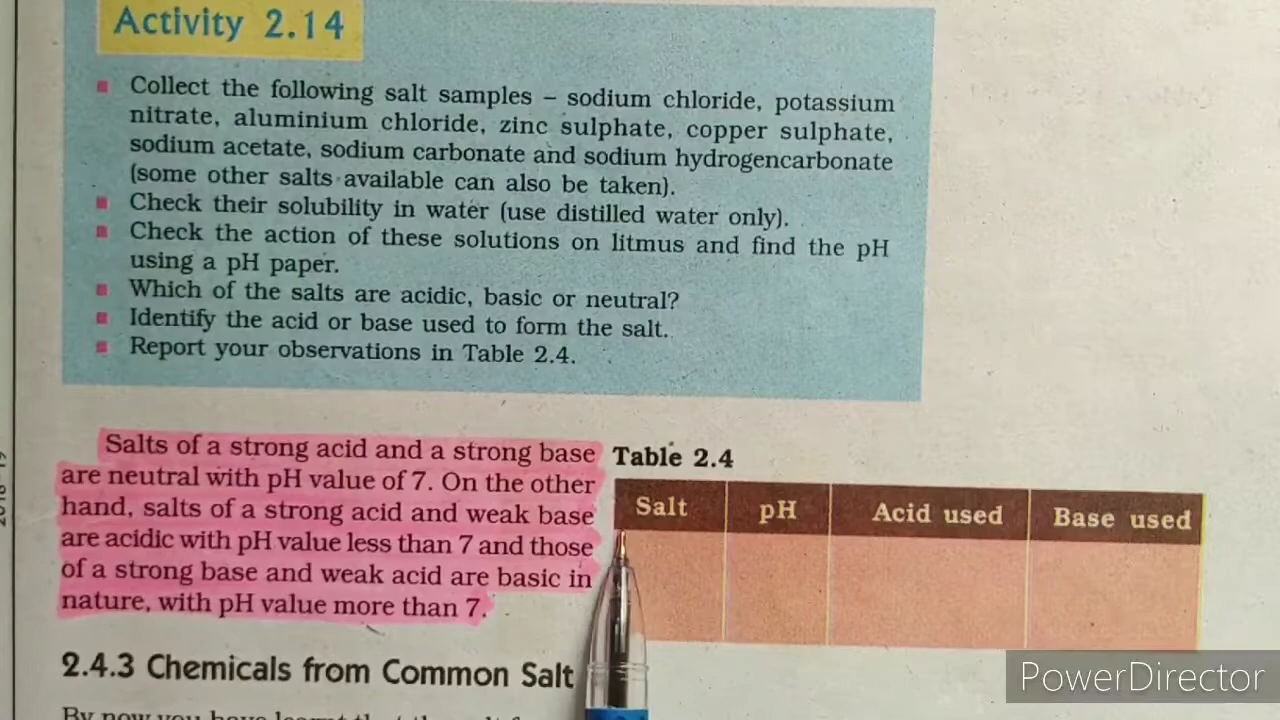 Activity 2.14
Collect the following salt samples – sodium chloride, potassium
nitrate, aluminium chloride, zinc sulphate, copper sulphate,
sodium acetate, sodium carbonate and sodium hydrogencarbonate
(some other salts available can also be taken).
Check their solubility in water (use distilled water only).
Check the action of these solutions on litmus and find the pH
using a pH paper.
Which of the salts are acidic, basic or neutral?
Identify the acid or base used to form the salt.
Report your observations in Table 2.4.
Salts of a strong acid and a strong base
are neutral with pH value of 7. On the other
hand, salts of a strong acid and weak base
are acidic with pH value less than 7 and those
of a strong base and weak acid are basic in
nature, with pH value more than 7.
Table 2.4
Salt pH Acid used Base used
2.4.3 Chemicals from Common Salt
PowerDirector